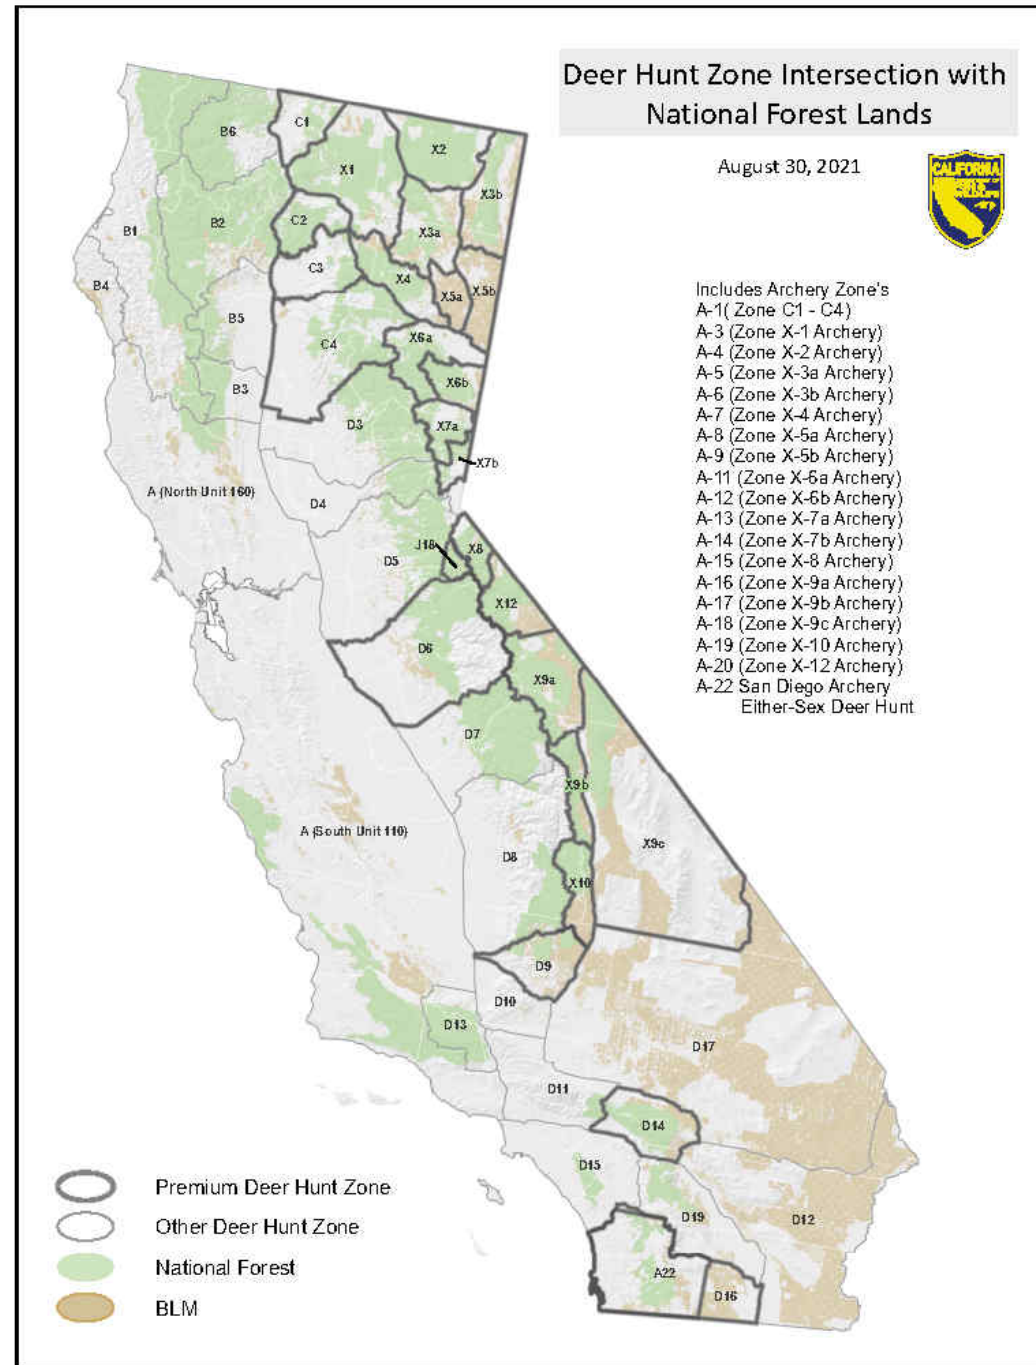 Deer Hunt Zone Intersection with
National Forest Lands
August 30, 2021
CALIFORNIA
Includes Archery Zone's
A-1( Zone C1 - C4)
A-3 (Zone X-1 Archery)
A-4 (Zone X-2 Archery)
A-5 (Zone X-3a Archery)
A-6 (Zone X-3b Archery)
A-7 (Zone X-4 Archery)
A-8 (Zone X-5a Archery)
A-9 (Zone X-5b Archery)
A-11 (Zone X-6a Archery)
A-12 (Zone X-6b Archery)
A-13 (Zone X-7a Archery)
A-14 (Zone X-7b Archery)
A-15 (Zone X-8 Archery)
A-16 (Zone X-9a Archery)
A-17 (Zone X-9b Archery)
A-18 (Zone X-9c Archery)
A-19 (Zone X-10 Archery)
A-20 (Zone X-12 Archery)
A-22 San Diego Archery
Either-Sex Deer Hunt
B6
C1
X1
X2
X3b
B1
B2
C2
X3a
C3
X4
B4
X5a
X5b
B5
C4
X6a
B3
X6b
D3
X7a
X7b
A (North Unit 160)
D4
J18
X8
D5
X12
D6
X9a
D7
X9b
A (South Unit 110)
D8
X9c
X10
D9
D10
D13
D17
D11
D14
D15
D19
D12
A22
D16
Premium Deer Hunt Zone
Other Deer Hunt Zone
National Forest
BLM